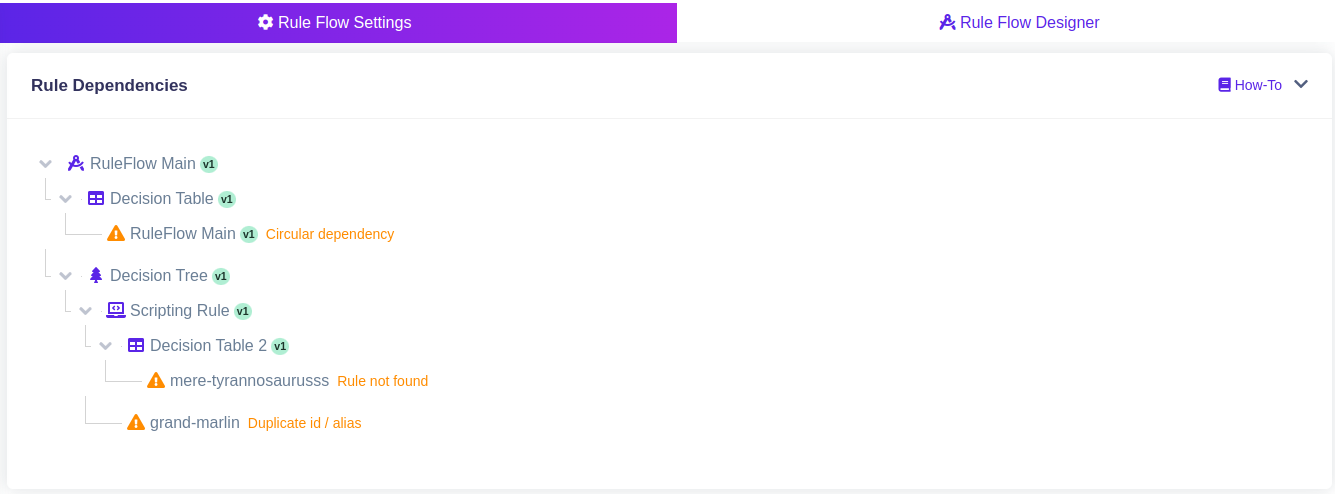 Rule Flow Settings
Rule Flow Designer
Rule Dependencies
How-To
RuleFlow Main v1
Decision Table v1
RuleFlow Main v1 Circular dependency
Decision Tree v1
Scripting Rule v1
Decision Table 2 v1
mere-tyrannosaurusss Rule not found
grand-marlin Duplicate id / alias